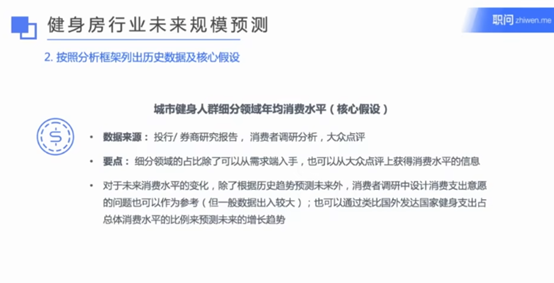 健身房行业未来规模预测
职问 zhiwen.me
2. 按照分析框架列出历史数据及核心假设
城市健身人群细分领域年均消费水平（核心假设）
• 数据来源：投行/ 券商研究报告，消费者调研分析，大众点评
• 要点：细分领域的占比除了可以从需求端入手，也可以从大众点评上获得消费水平的信息
• 对于未来消费水平的变化，除了根据历史趋势预测未来外，消费者调研中设计消费支出意愿
的问题也可以作为参考（但一般数据出入较大）；也可以通过类比国外发达国家健身支出占
总体消费水平的比例来预测未来的增长趋势